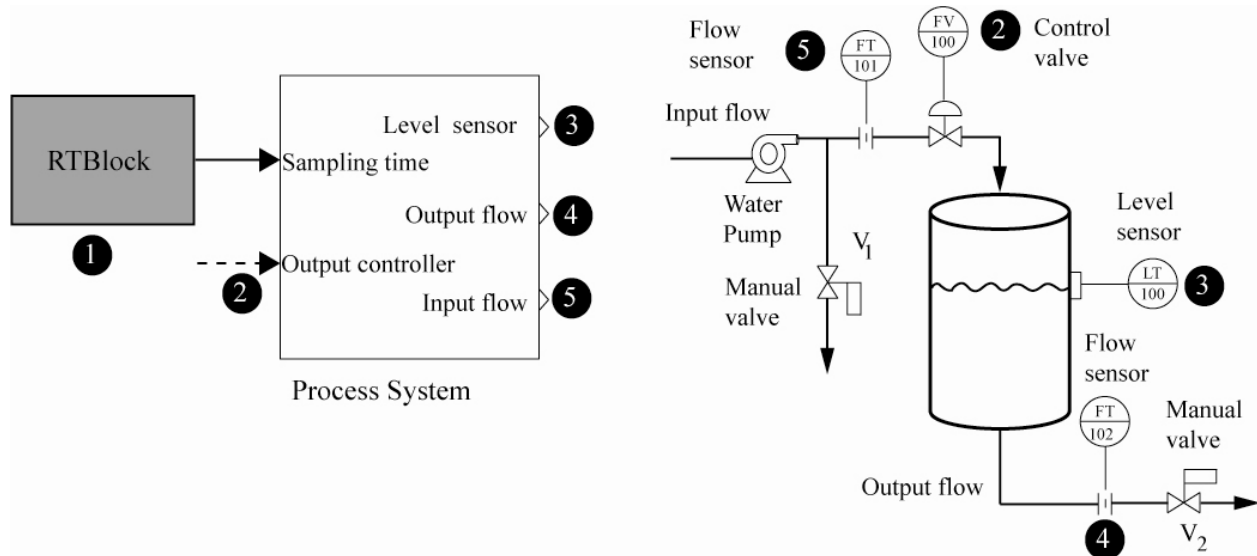 RTBlock
1
Level sensor
3
Sampling time
Output flow
4
2
Output controller
Input flow
5
Process System
Flow
sensor
5
FT
101
FV
100
2
Control
valve
Input flow
Water
Pump
V1
Manual
valve
Level
sensor
LT
100
3
Flow
sensor
FT
102
Manual
valve
Output flow
4
V2